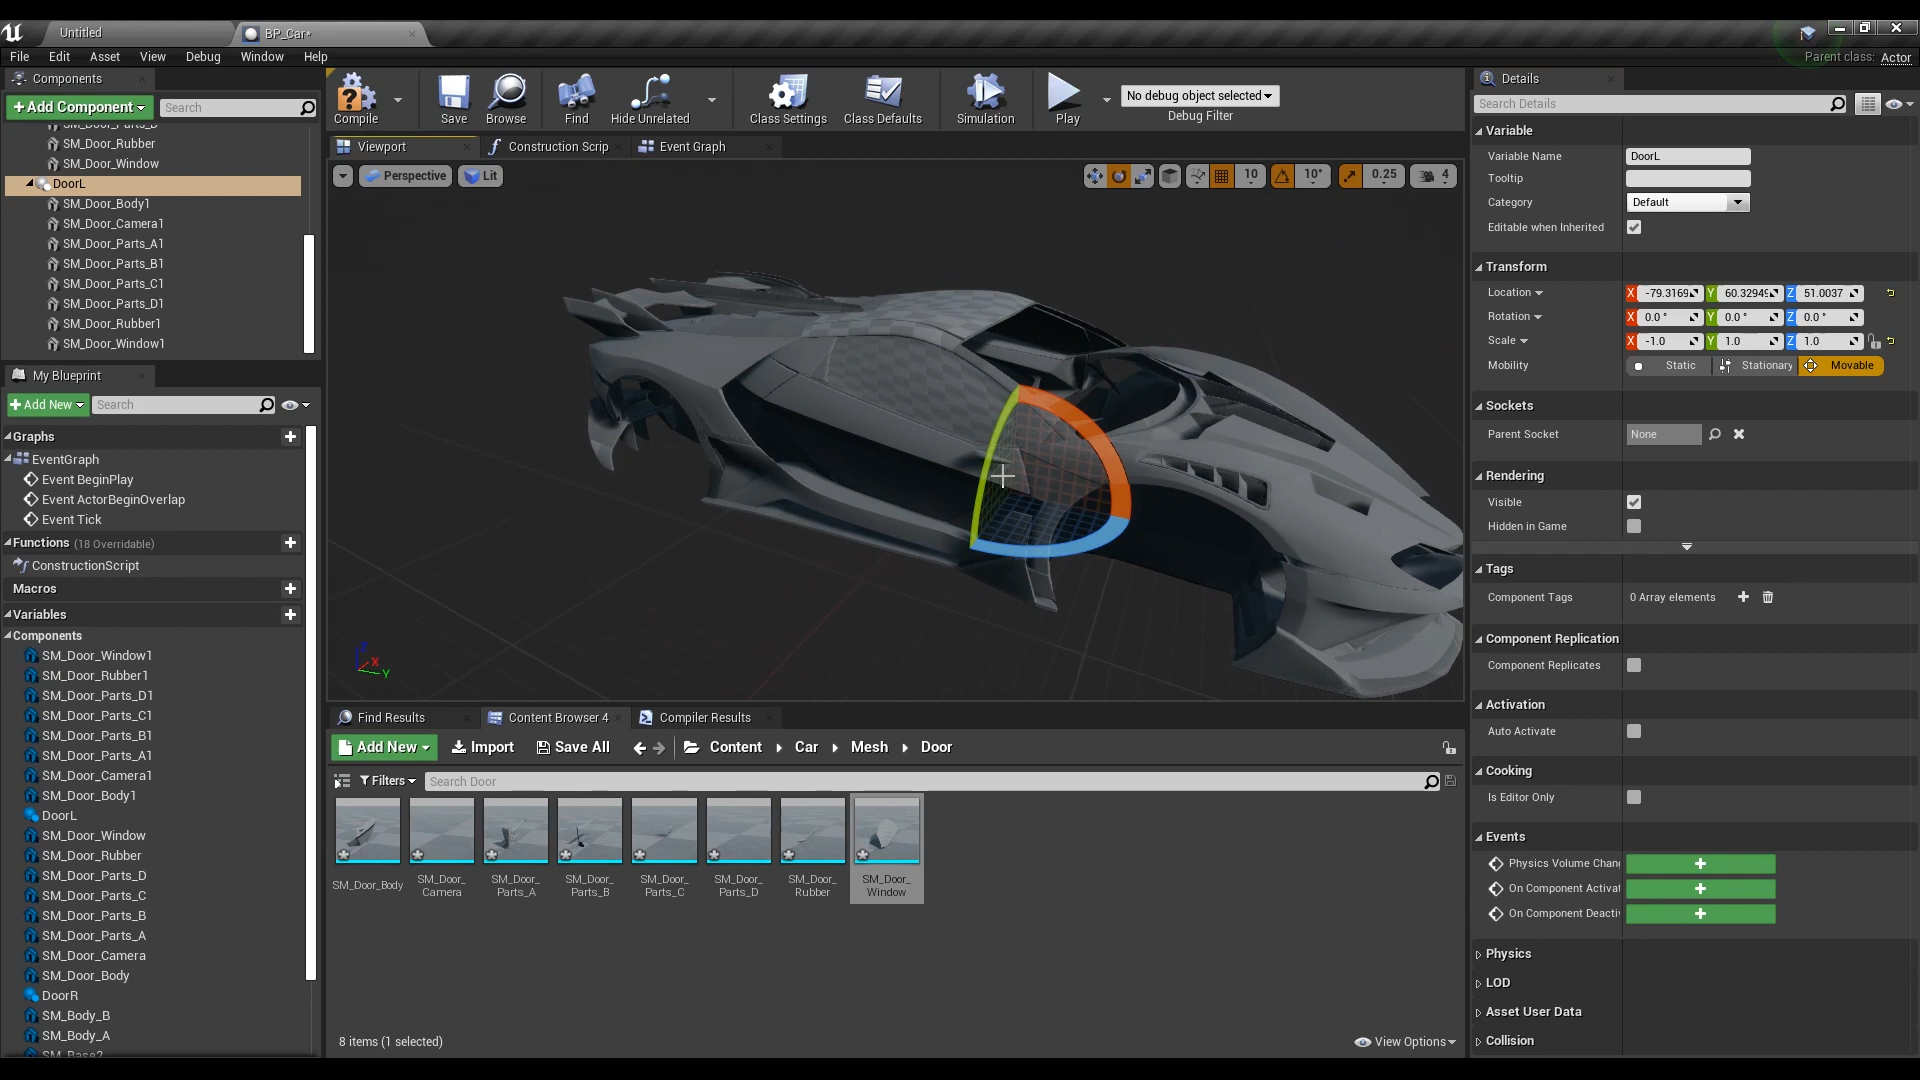 Untitled
BP_Car*
File Edit Asset View Debug Window Help
Parent class: Actor
Components
+ Add Component
Search
SM_Door_Parts_D
SM_Door_Rubber
SM_Door_Window
DoorL
SM_Door_Body1
SM_Door_Camera1
SM_Door_Parts_A1
SM_Door_Parts_B1
SM_Door_Parts_C1
SM_Door_Parts_D1
SM_Door_Rubber1
SM_Door_Window1
My Blueprint
+ Add New
Search
Graphs
EventGraph
Event BeginPlay
Event ActorBeginOverlap
Event Tick
Functions (18 Overridable)
ConstructionScript
Macros
Variables
Components
SM_Door_Window1
SM_Door_Rubber1
SM_Door_Parts_D1
SM_Door_Parts_C1
SM_Door_Parts_B1
SM_Door_Parts_A1
SM_Door_Camera1
SM_Door_Body1
DoorL
SM_Door_Window
SM_Door_Rubber
SM_Door_Parts_D
SM_Door_Parts_C
SM_Door_Parts_B
SM_Door_Parts_A
SM_Door_Camera
SM_Door_Body
DoorR
SM_Body_B
SM_Body_A
SM_Base2
Compile
Save
Browse
Find
Hide Unrelated
Class Settings
Class Defaults
Simulation
Play
No debug object selected
Debug Filter
Viewport
Construction Scrip
Event Graph
Perspective
Lit
10
10°
0.25
4
Z
X
Y
Find Results
Content Browser 4
Compiler Results
Add New
Import
Save All
Content
Car
Mesh
Door
Filters
Search Door
SM_Door_Body
SM_Door_
Camera
SM_Door_
Parts_A
SM_Door_
Parts_B
SM_Door_
Parts_C
SM_Door_
Parts_D
SM_Door_
Rubber
SM_Door_
Window
8 items (1 selected)
View Options
Details
Search Details
Variable
Variable Name DoorL
Tooltip
Category Default
Editable when Inherited
Transform
Location X -79.3169 Y 60.32949 Z 51.0037
Rotation X 0.0 ° Y 0.0 ° Z 0.0 °
Scale X -1.0 Y 1.0 Z 1.0
Mobility Static Stationary Movable
Sockets
Parent Socket None
Rendering
Visible
Hidden in Game
Tags
Component Tags 0 Array elements
Component Replication
Component Replicates
Activation
Auto Activate
Cooking
Is Editor Only
Events
Physics Volume Chan
On Component Activat
On Component Deacti
Physics
LOD
Asset User Data
Collision